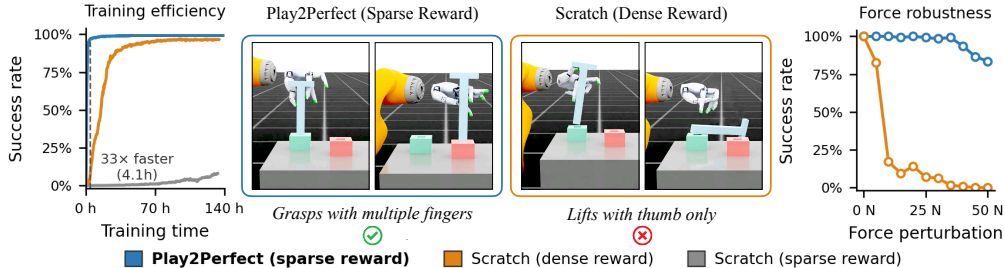 Training efficiency
100%
75%
50%
25%
0%
Success rate
33× faster
(4.1h)
0 h
70 h
140 h
Training time
Play2Perfect (Sparse Reward)
Grasps with multiple fingers
Scratch (Dense Reward)
Lifts with thumb only
Force robustness
100%
75%
50%
25%
0%
Success rate
0 N
25 N
50 N
Force perturbation
Play2Perfect (sparse reward)
Scratch (dense reward)
Scratch (sparse reward)